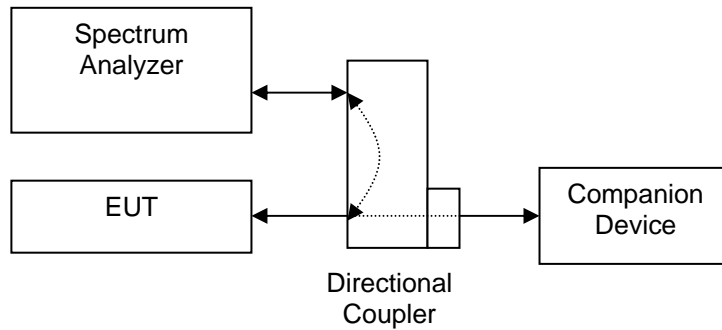 Spectrum
Analyzer
EUT
Companion
Device
Directional
Coupler